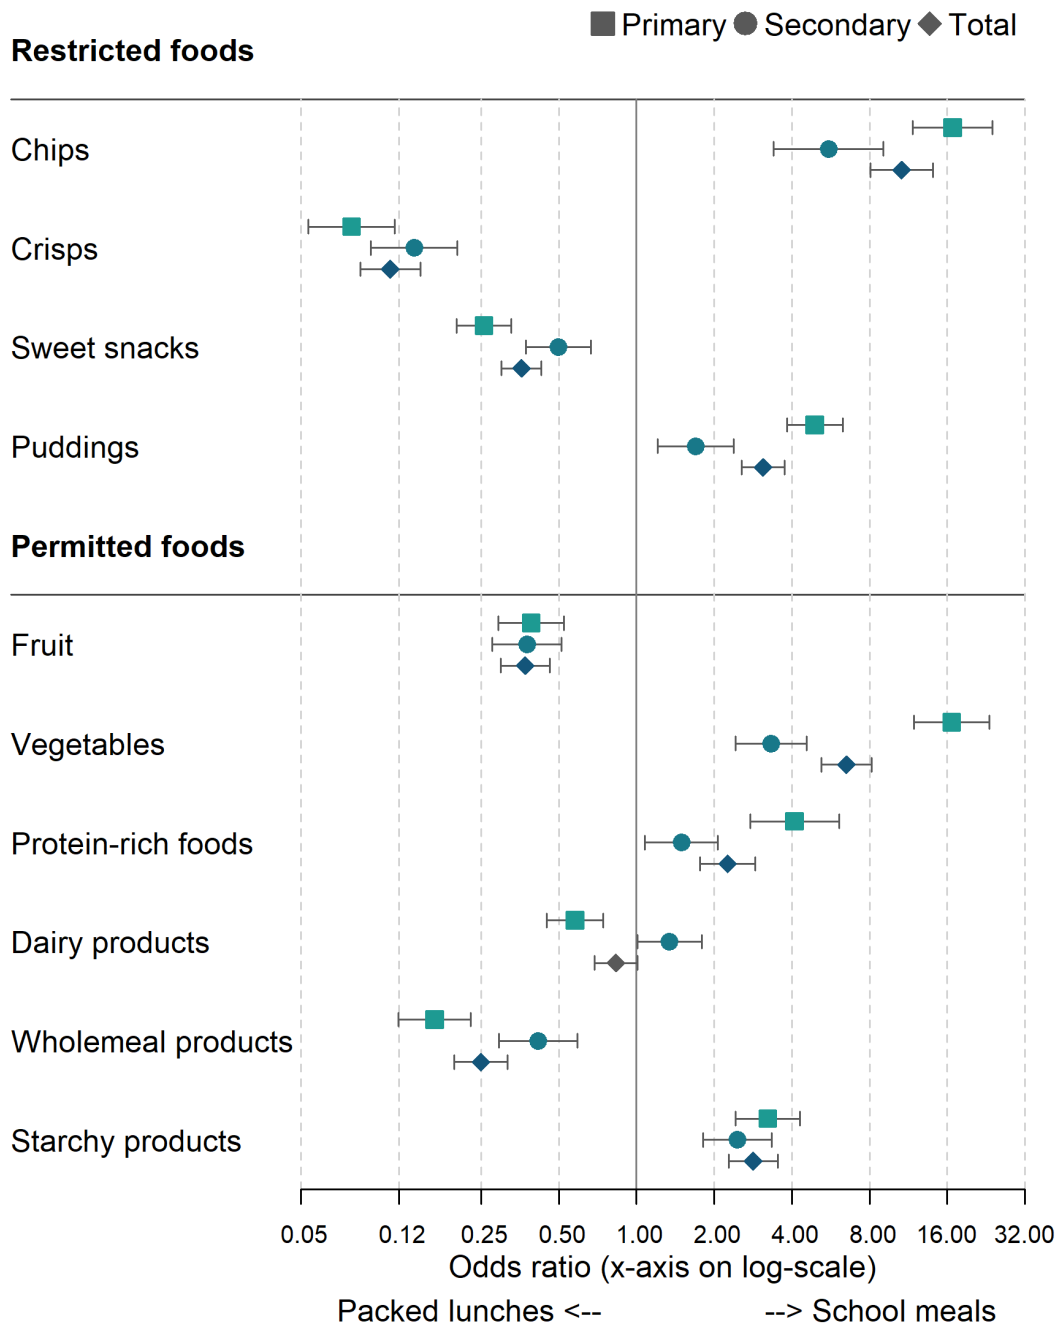 Primary Secondary Total
Restricted foods
Chips
Crisps
Sweet snacks
Puddings
Permitted foods
Fruit
Vegetables
Protein-rich foods
Dairy products
Wholemeal products
Starchy products
0.05 0.12 0.25 0.50 1.00 2.00 4.00 8.00 16.00 32.00
Odds ratio (x-axis on log-scale)
Packed lunches <-- --> School meals